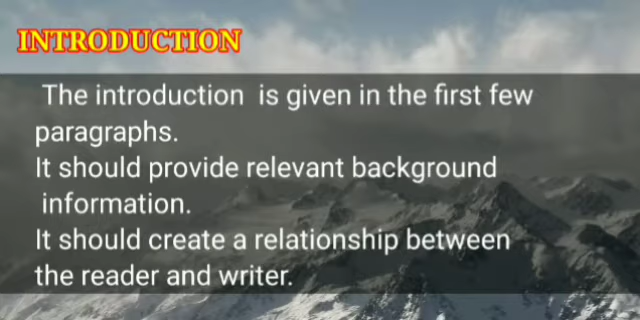 INTRODUCTION
The introduction  is given in the first few
paragraphs.
It should provide relevant background
information.
It should create a relationship between
the reader and writer.